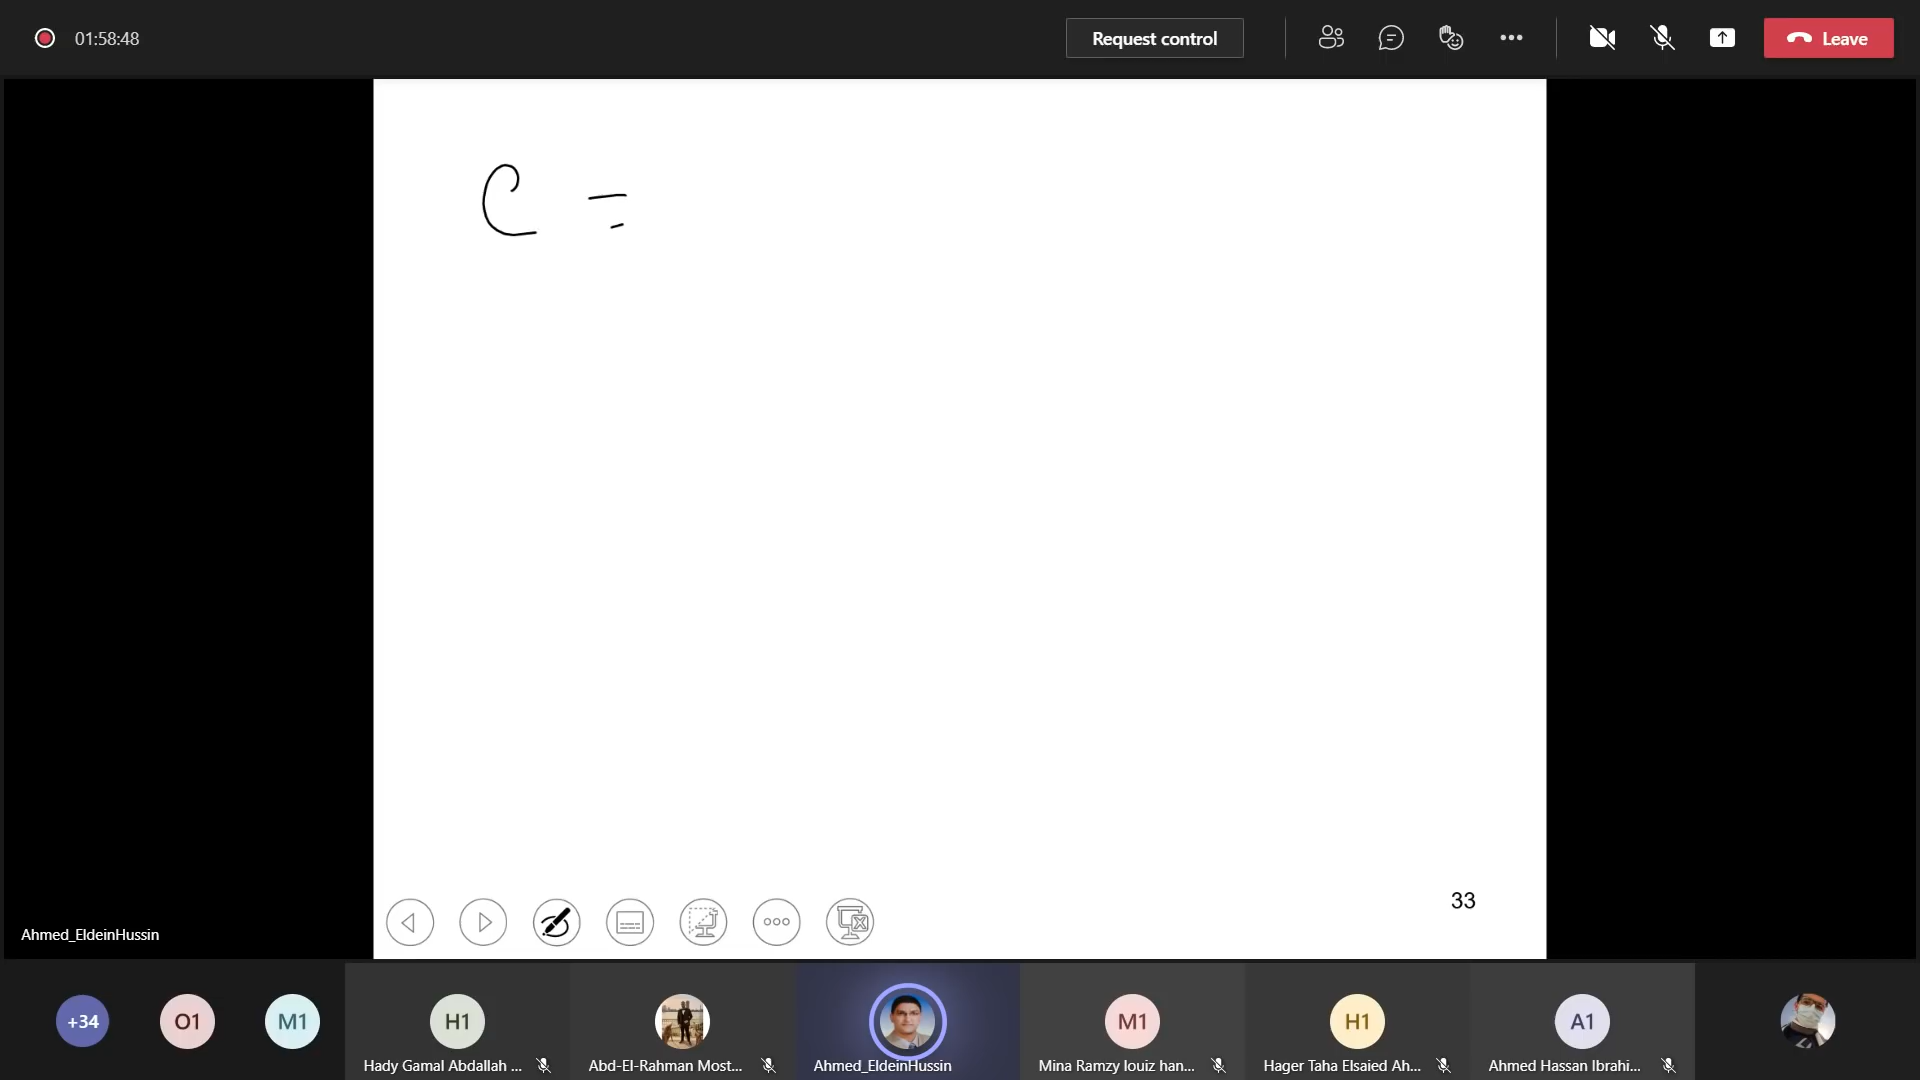 01:58:48
Request control
Leave
C =
33
Ahmed_EldeinHussin
+34
O1
M1
H1
M1
H1
A1
Hady Gamal Abdallah ...
Abd-El-Rahman Most...
Ahmed_EldeinHussin
Mina Ramzy louiz han...
Hager Taha Elsaied Ah...
Ahmed Hassan Ibrahi...